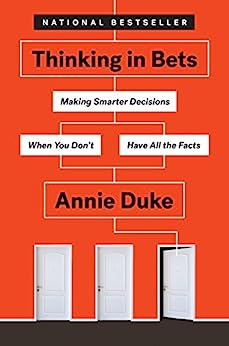 NATIONAL BESTSELLER
Thinking in Bets
Making Smarter Decisions
When You Don't Have All the Facts
Annie Duke